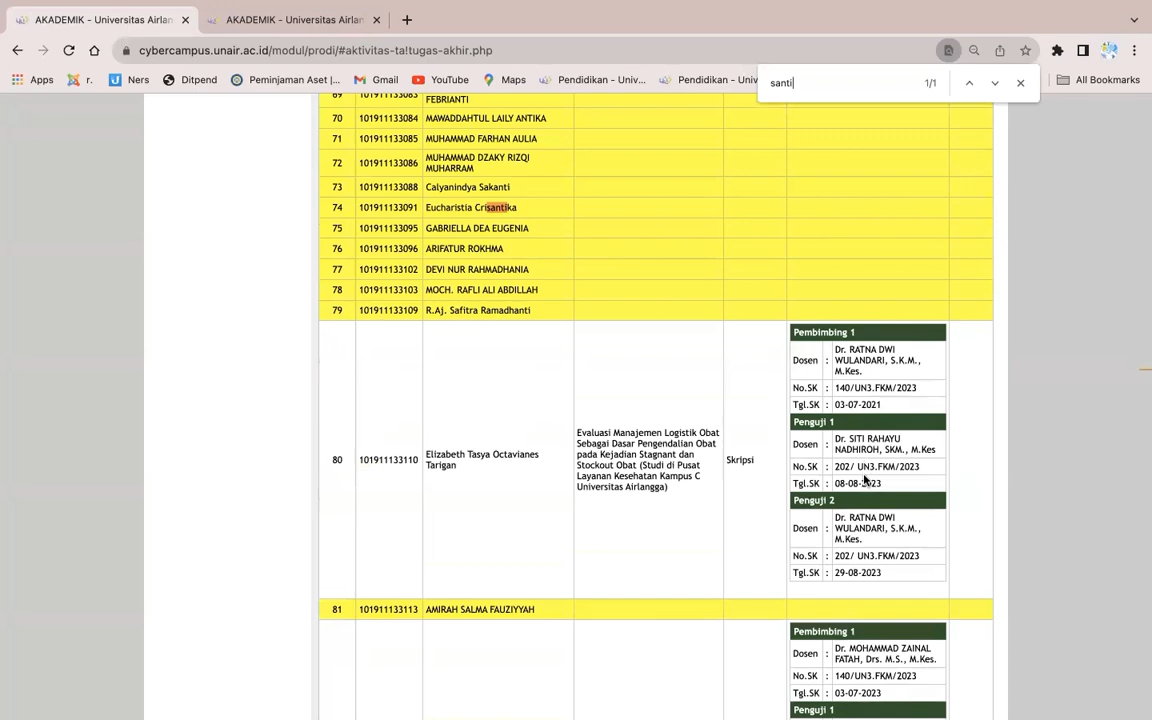 AKADEMIK - Universitas Airlan
AKADEMIK - Universitas Airlan
cybercampus.unair.ac.id/modul/prodi/#aktivitas-ta!tugas-akhir.php
Apps
r.
Ners
Ditpend
Peminjaman Aset |...
Gmail
YouTube
Maps
Pendidikan - Univ...
Pendidikan - Univ
All Bookmarks
santi
1/1
69 101911133083 FEBRIANTI
70 101911133084 MAWADDAHTUL LAILY ANTIKA
71 101911133085 MUHAMMAD FARHAN AULIA
72 101911133086 MUHAMMAD DZAKY RIZQI
MUHARRAM
73 101911133088 Calyanindya Sakanti
74 101911133091 Eucharistia Crisantika
75 101911133095 GABRIELLA DEA EUGENIA
76 101911133096 ARIFATUR ROKHMA
77 101911133102 DEVI NUR RAHMADHANIA
78 101911133103 MOCH. RAFLI ALI ABDILLAH
79 101911133109 R.Aj. Safitra Ramadhanti
80 101911133110 Elizabeth Tasya Octavianes
Tarigan
Evaluasi Manajemen Logistik Obat
Sebagai Dasar Pengendalian Obat
pada Kejadian Stagnant dan
Stockout Obat (Studi di Pusat
Layanan Kesehatan Kampus C
Universitas Airlangga)
Skripsi
Pembimbing 1
Dosen : Dr. RATNA DWI
WULANDARI, S.K.M.,
M.Kes.
No.SK : 140/UN3.FKM/2023
Tgl.SK : 03-07-2021
Penguji 1
Dosen : Dr. SITI RAHAYU
NADHIROH, SKM., M.Kes
No.SK : 202/ UN3.FKM/2023
Tgl.SK : 08-08-2023
Penguji 2
Dosen : Dr. RATNA DWI
WULANDARI, S.K.M.,
M.Kes.
No.SK : 202/ UN3.FKM/2023
Tgl.SK : 29-08-2023
81 101911133113 AMIRAH SALMA FAUZIYYAH
Pembimbing 1
Dosen : Dr. MOHAMMAD ZAINAL
FATAH, Drs. M.S., M.Kes.
No.SK : 140/UN3.FKM/2023
Tgl.SK : 03-07-2023
Penguji 1